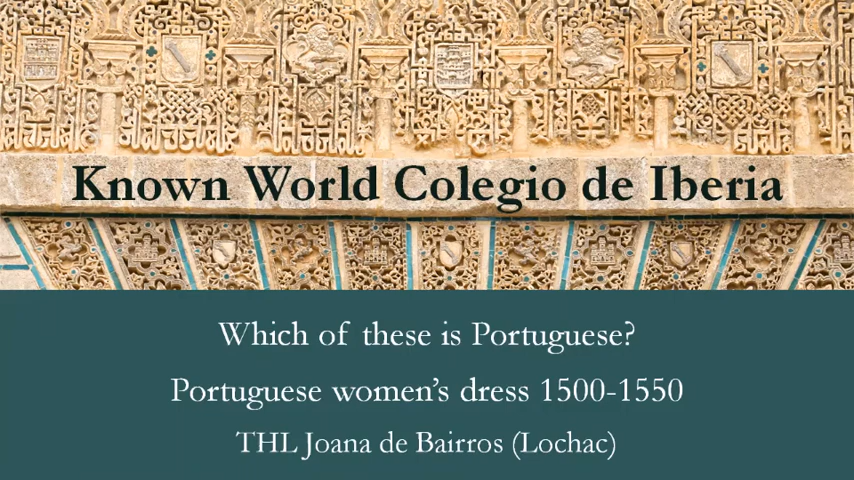 Known World Colegio de Iberia
Which of these is Portuguese?
Portuguese women's dress 1500-1550
THL Joana de Bairros (Lochac)